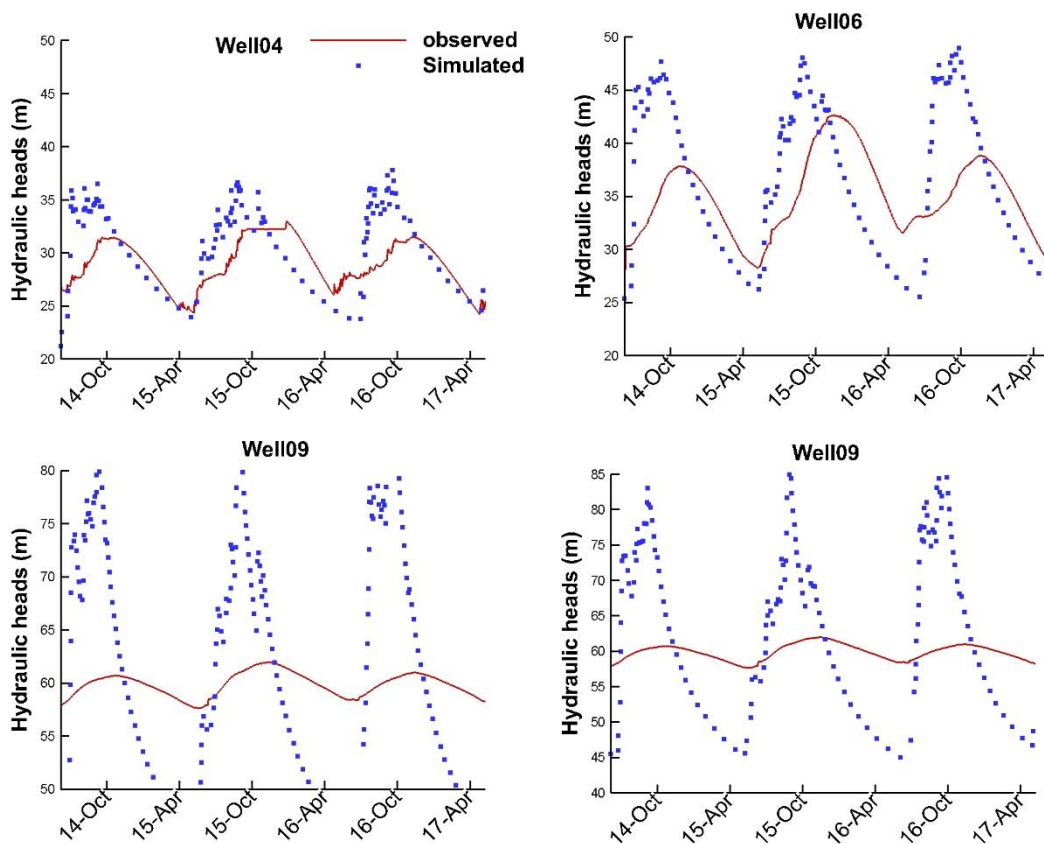 Well04
observed
Simulated
Hydraulic heads (m)
50
45
40
35
30
25
20
14-Oct
15-Apr
15-Oct
16-Apr
16-Oct
17-Apr
Well06
Hydraulic heads (m)
50
45
40
35
30
25
20
14-Oct
15-Apr
15-Oct
16-Apr
16-Oct
17-Apr
Well09
Hydraulic heads (m)
80
75
70
65
60
55
50
14-Oct
15-Apr
15-Oct
16-Apr
16-Oct
17-Apr
Well09
Hydraulic heads (m)
85
80
75
70
65
60
55
50
45
40
14-Oct
15-Apr
15-Oct
16-Apr
16-Oct
17-Apr